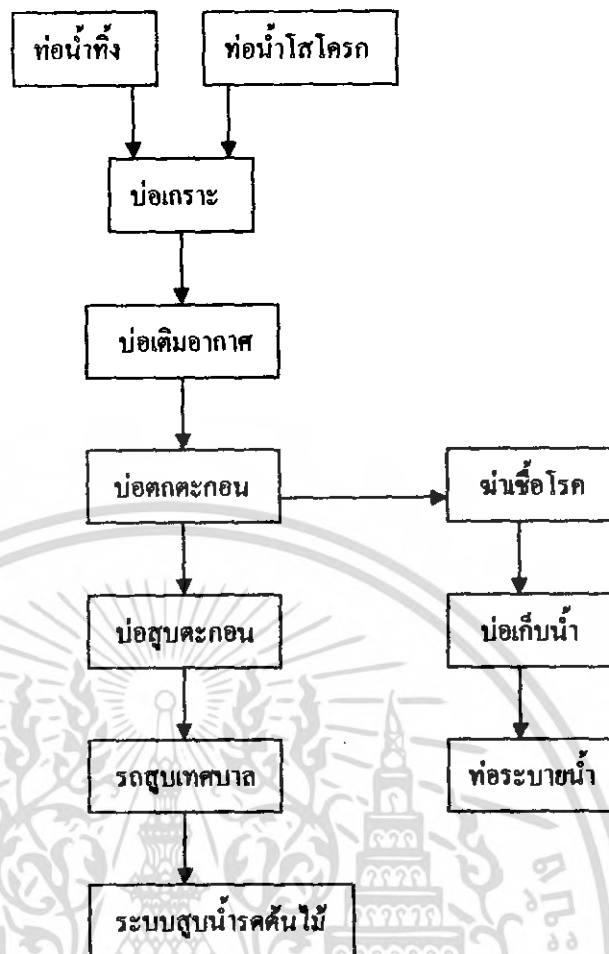 ท่อน้ำทิ้ง
ท่อน้ำโสโครก
บ่อเกราะ
บ่อเติมอากาศ
บ่อตกตะกอน
ฆ่าเชื้อโรค
บ่อสูบตะกอน
บ่อเก็บน้ำ
รถสูบเทศบาล
ท่อระบายน้ำ
ระบบสูบน้ำรดต้นไม้